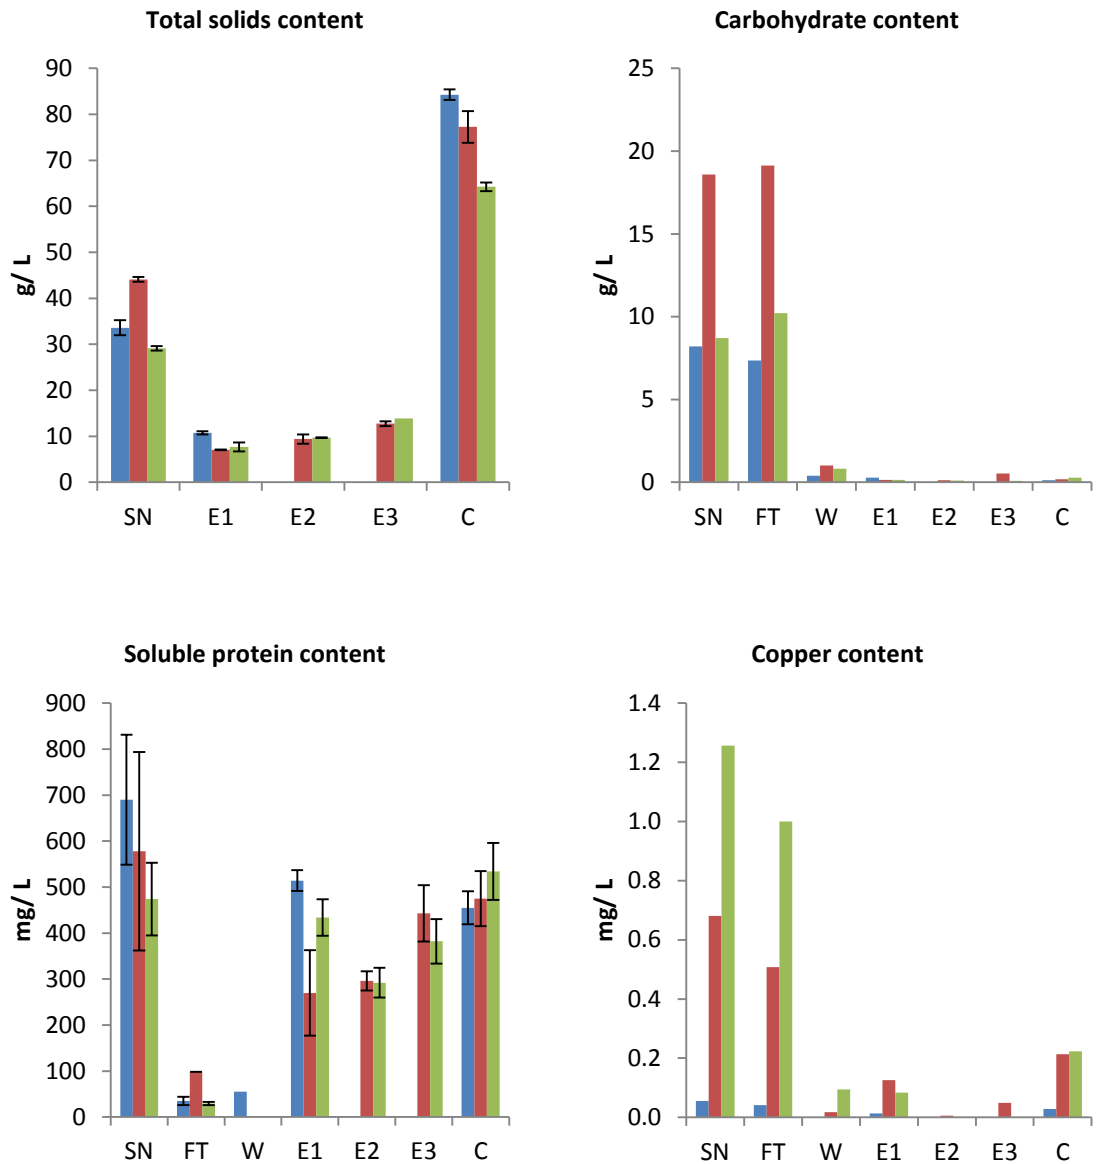 Total solids content
90
80
70
60
50
40
30
20
10
0
g/ L
SN E1 E2 E3 C
Carbohydrate content
25
20
15
10
5
0
g/ L
SN FT W E1 E2 E3 C
Soluble protein content
900
800
700
600
500
400
300
200
100
0
mg/ L
SN FT W E1 E2 E3 C
Copper content
1.4
1.2
1.0
0.8
0.6
0.4
0.2
0.0
mg/ L
SN FT W E1 E2 E3 C